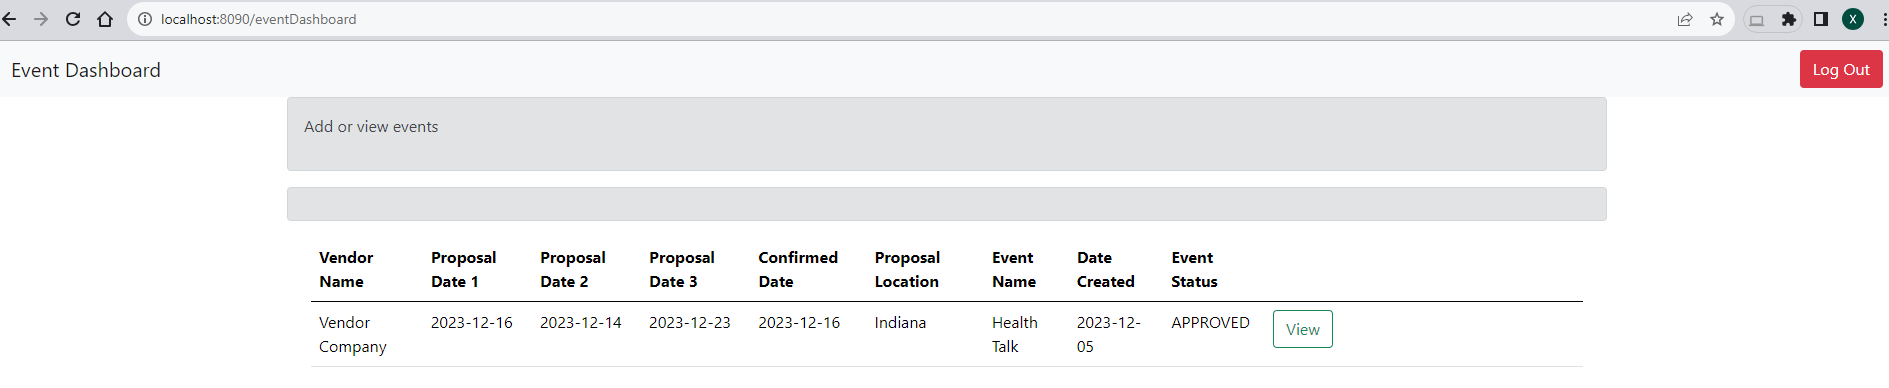 localhost:8090/eventDashboard
X
Event Dashboard
Log Out
Add or view events
Vendor Name Proposal Date 1 Proposal Date 2 Proposal Date 3 Confirmed Date Proposal Location Event Name Date Created Event Status
Vendor Company 2023-12-16 2023-12-14 2023-12-23 2023-12-16 Indiana Health Talk 2023-12-05 APPROVED View